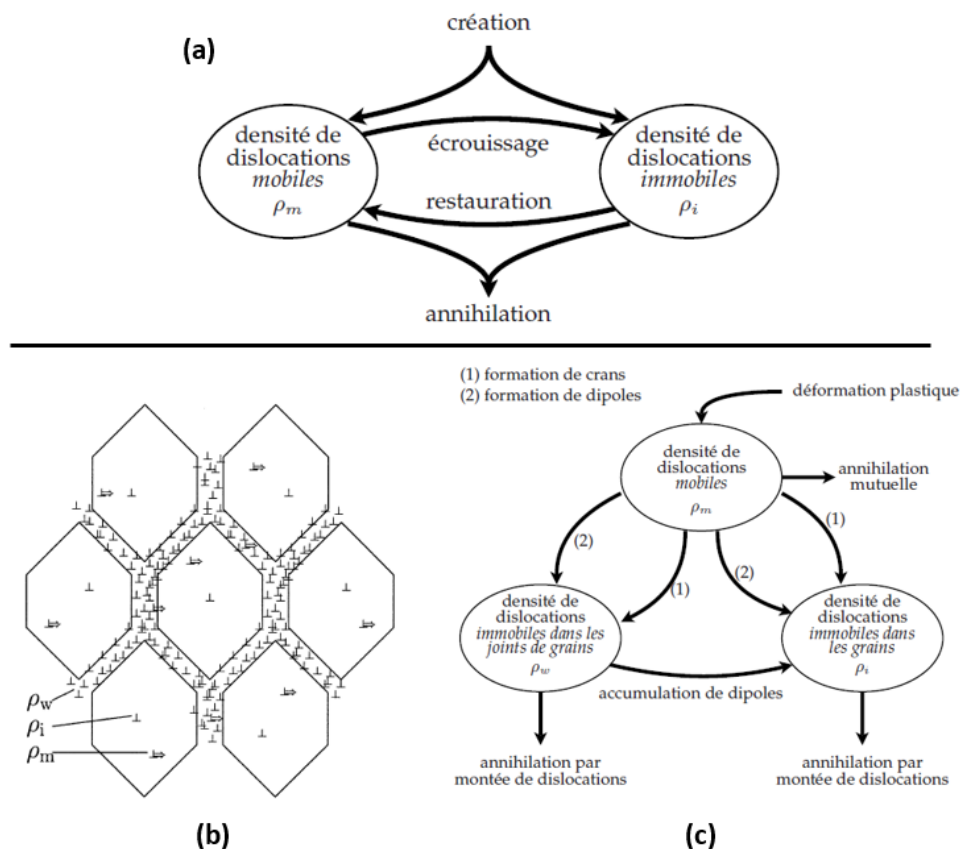 création
(a)
densité de
dislocations
mobiles
ρm
écrouissage
restauration
densité de
dislocations
immobiles
ρi
annihilation
ρw
ρi
ρm
(b)
(1) formation de crans
(2) formation de dipoles
déformation plastique
densité de
dislocations
mobiles
ρm
annihilation
mutuelle
(2)
(1)
(2)
(1)
densité de
dislocations
immobiles dans les
joints de grains
ρw
densité de
dislocations
immobiles dans
les grains
ρi
accumulation de dipoles
annihilation par
montée de dislocations
annihilation par
montée de dislocations
(c)